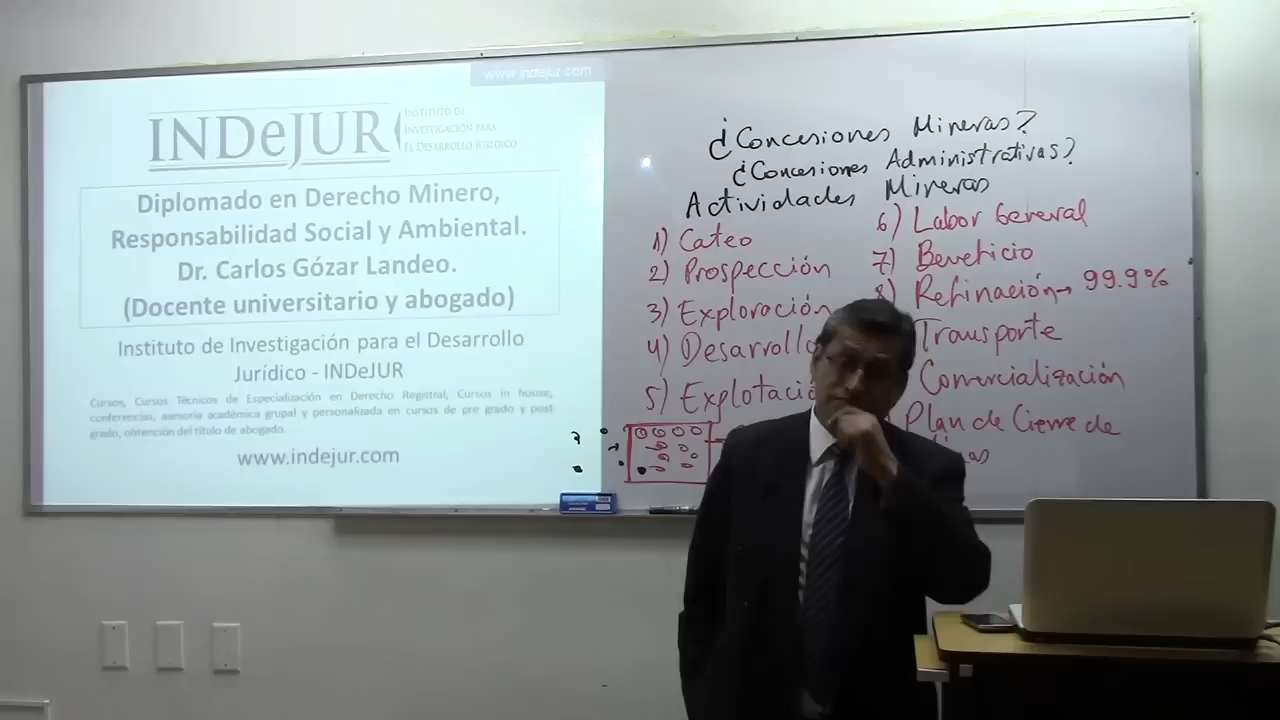 www.indejur.com
INDeJUR
INSTITUTO DE
INVESTIGACIÓN PARA
EL DESARROLLO JURÍDICO
Diplomado en Derecho Minero,
Responsabilidad Social y Ambiental.
Dr. Carlos Gózar Landeo.
(Docente universitario y abogado)
Instituto de Investigación para el Desarrollo
Jurídico - INDeJUR
Cursos, Cursos Técnicos de Especialización en Derecho Registral, Cursos in house,
conferencias, asesoría académica grupal y personalizada en cursos de pre grado y post
grado, obtención del título de abogado.
www.indejur.com
¿Concesiones Mineras?
¿Concesiones Administrativas?
Actividades Mineras
1) Cateo
2) Prospección
3) Exploración
4) Desarrollo
5) Explotació
6) Labor General
7) Beneficio
8) Refinación→ 99.9%
Transporte
Comercialización
Plan de Cierre de